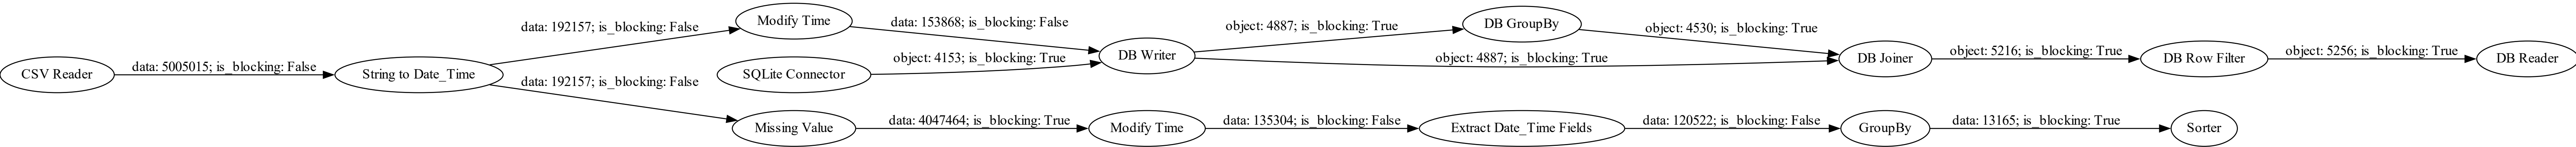 CSV Reader
data: 5005015; is_blocking: False
String to Date_Time
data: 192157; is_blocking: False
data: 192157; is_blocking: False
Modify Time
data: 153868; is_blocking: False
SQLite Connector
object: 4153; is_blocking: True
DB Writer
object: 4887; is_blocking: True
object: 4887; is_blocking: True
DB GroupBy
object: 4530; is_blocking: True
DB Joiner
object: 5216; is_blocking: True
DB Row Filter
object: 5256; is_blocking: True
DB Reader
Missing Value
data: 4047464; is_blocking: True
Modify Time
data: 135304; is_blocking: False
Extract Date_Time Fields
data: 120522; is_blocking: False
GroupBy
data: 13165; is_blocking: True
Sorter